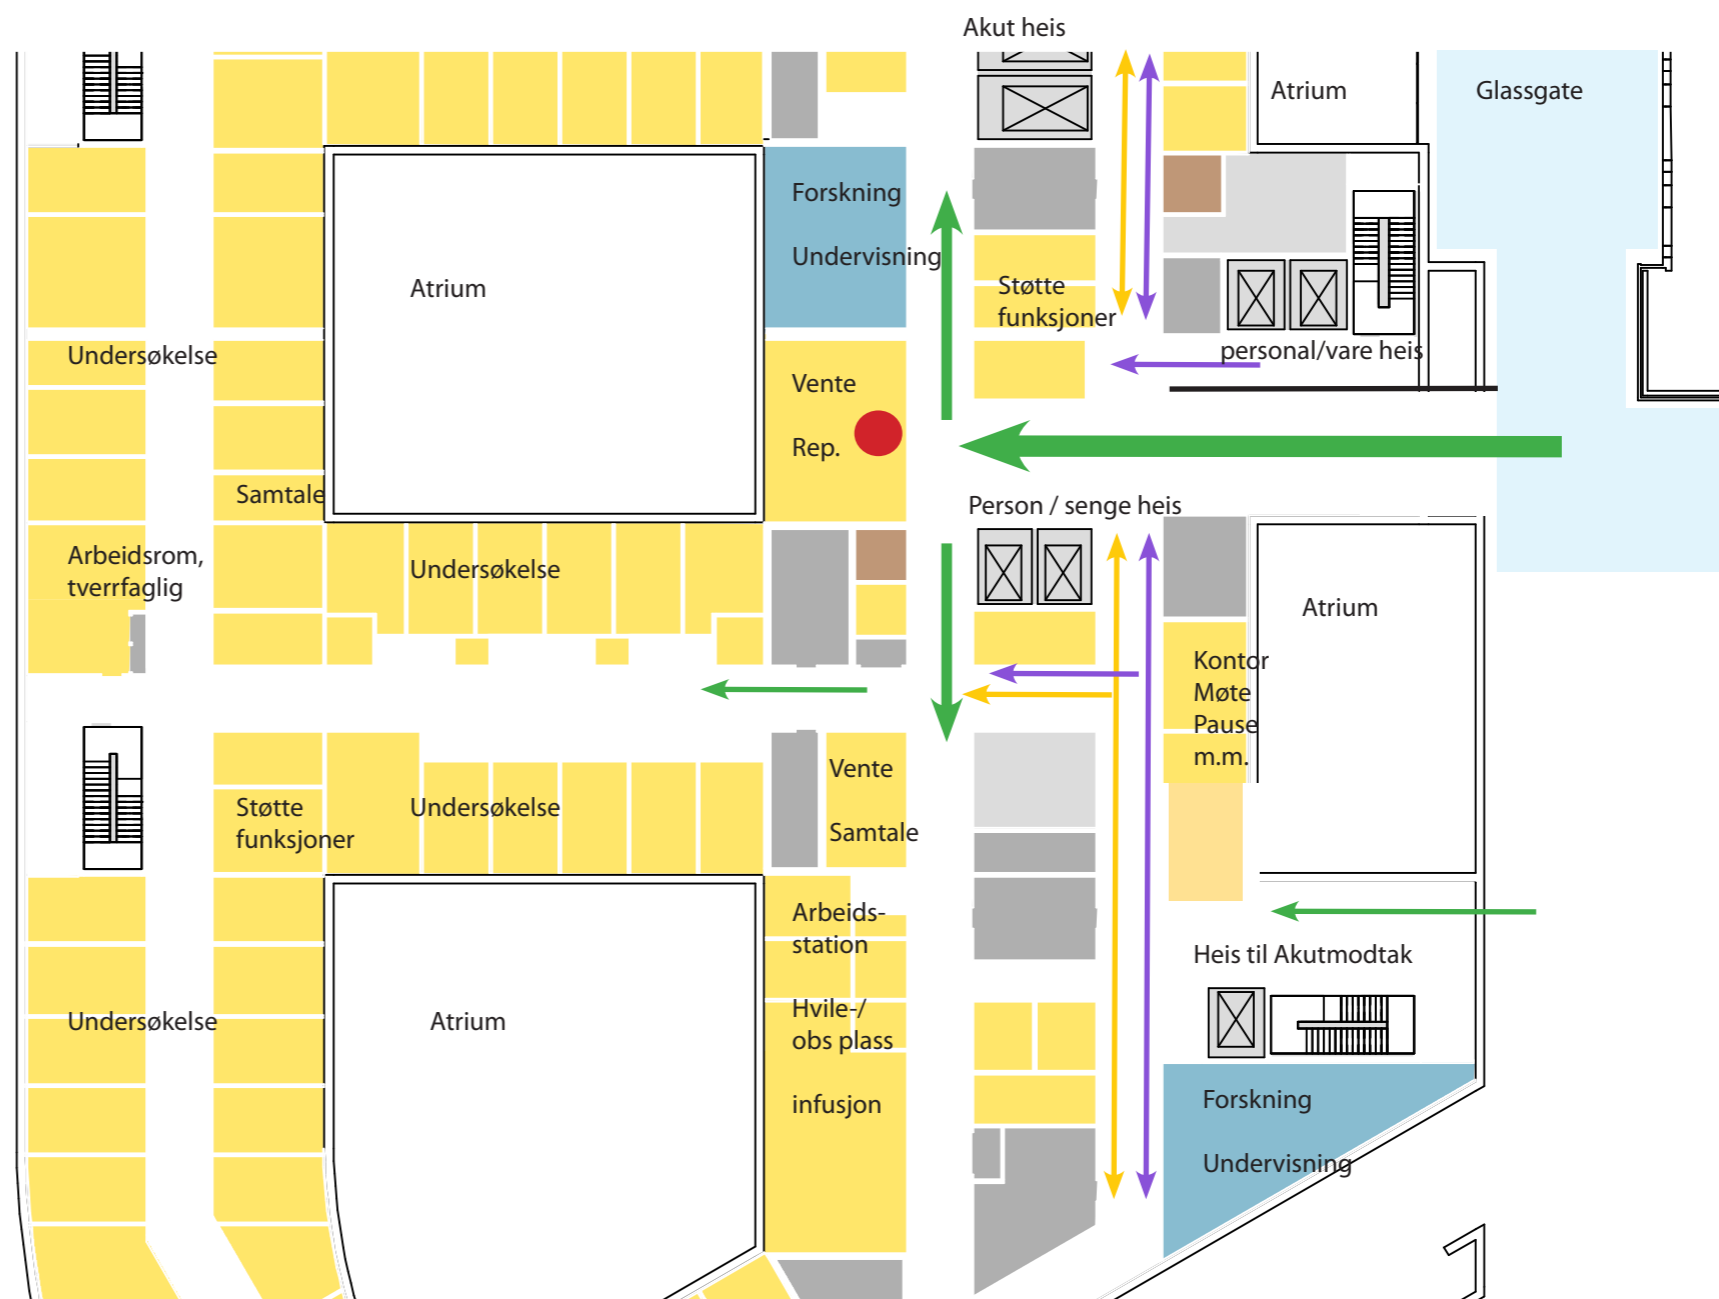 Akut heis
Atrium
Glassgate
Forskning
Undervisning
Atrium
Støtte
funksjoner
personal/vare heis
Undersøkelse
Vente
Rep.
Samtale
Person / senge heis
Arbeidsrom,
tverrfaglig
Undersøkelse
Atrium
Kontor
Møte
Pause
m.m.
Vente
Samtale
Støtte
funksjoner
Undersøkelse
Arbeids-
station
Heis til Akutmodtak
Undersøkelse
Atrium
Hvile-/
obs plass
infusjon
Forskning
Undervisning